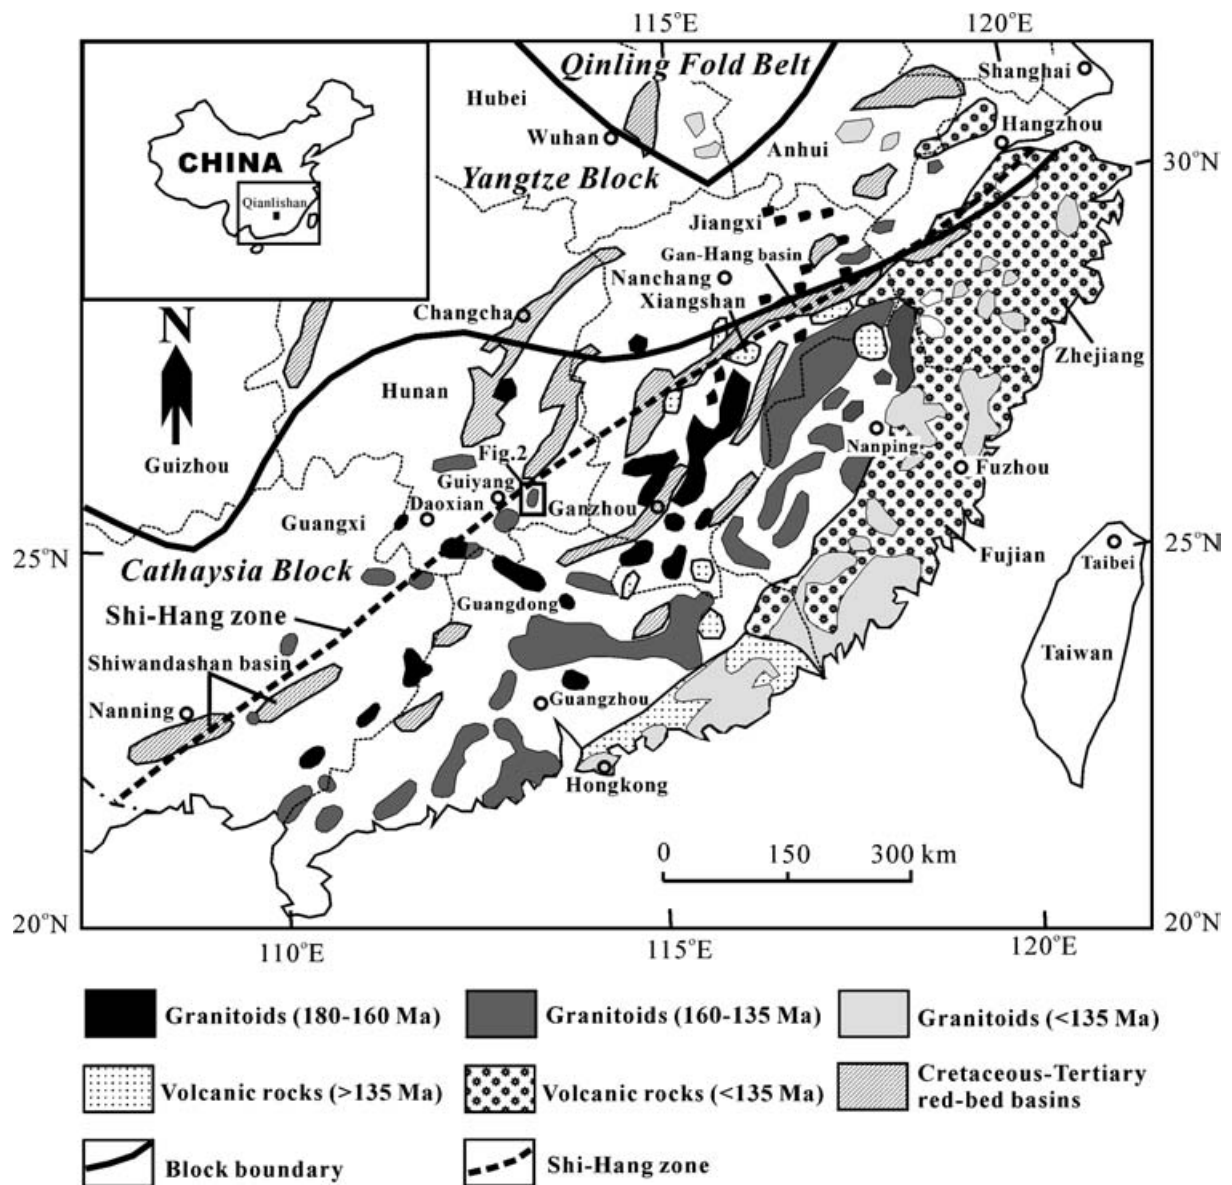 115°E
120°E
Qinling Fold Belt
Shanghai
Hubei
Wuhan
Hangzhou
Anhui
30°N
Yangtze Block
CHINA
Qianlishan
Jiangxi
Gan-Hang basin
Nanchang
Xiangshan
N
Changcha
Zhejiang
Hunan
Nanping
Guizhou
Fig.2
Fuzhou
Guiyang
Daoxian
Ganzhou
Guangxi
25°N
25°N
Cathaysia Block
Fujian
Taibei
Shi-Hang zone
Guangdong
Taiwan
Shiwandashan basin
Nanning
Guangzhou
Hongkong
0 150 300 km
20°N
20°N
110°E
115°E
120°E
Granitoids (180-160 Ma)
Granitoids (160-135 Ma)
Granitoids (<135 Ma)
Volcanic rocks (>135 Ma)
Volcanic rocks (<135 Ma)
Cretaceous-Tertiary
red-bed basins
Block boundary
Shi-Hang zone